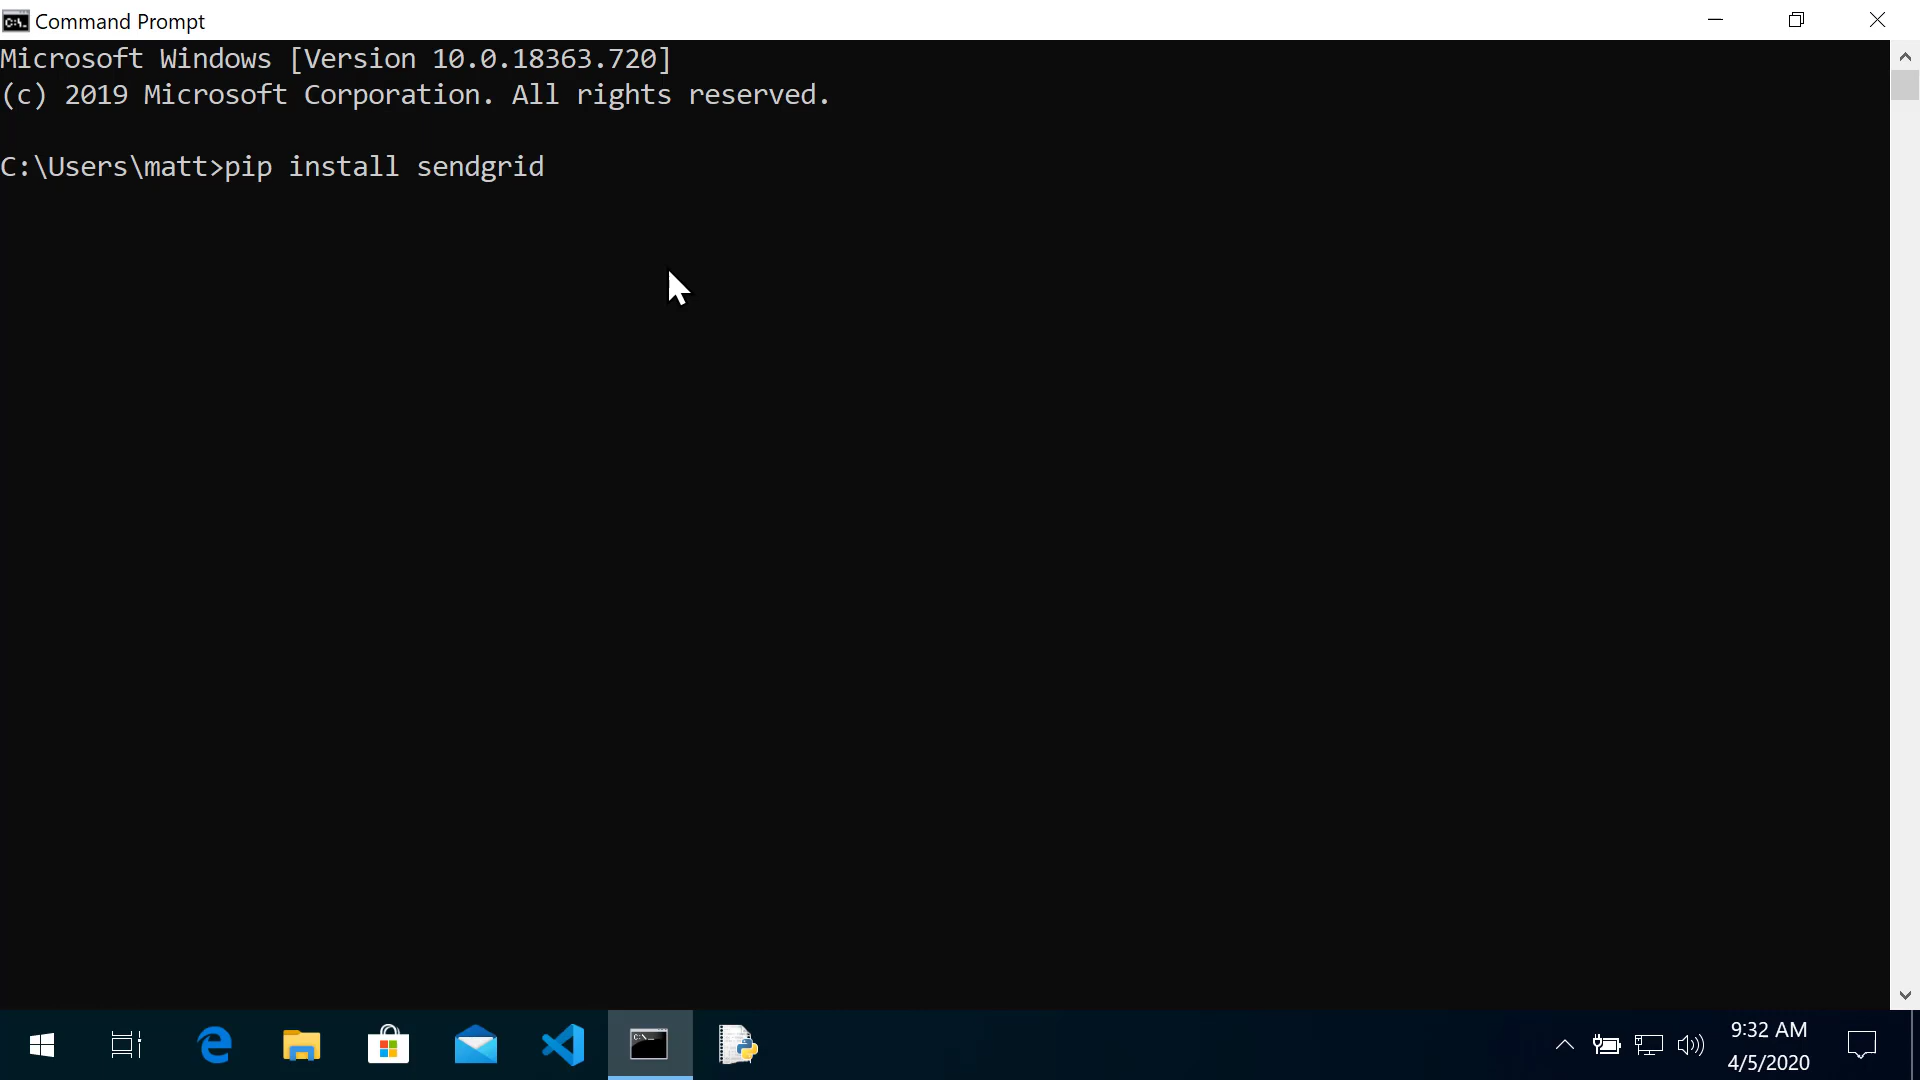 Command Prompt
Microsoft Windows [Version 10.0.18363.720]
(c) 2019 Microsoft Corporation. All rights reserved.
C:\Users\matt>pip install sendgrid
9:32 AM
4/5/2020